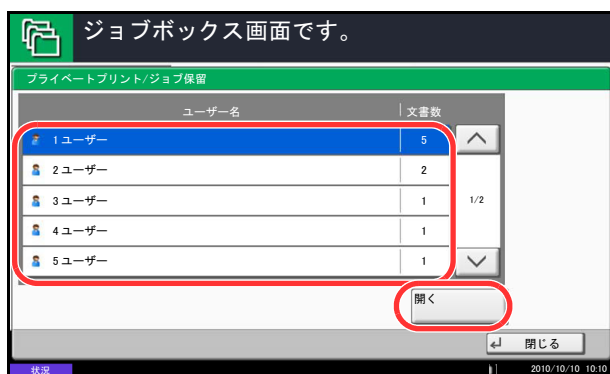 ジョブボックス画面です。
プライベートプリント/ジョブ保留
ユーザー名 文書数
1 ユーザー 5
2 ユーザー 2
3 ユーザー 1 1/2
4 ユーザー 1
5 ユーザー 1
開く
閉じる
状況 2010/10/10 10:10